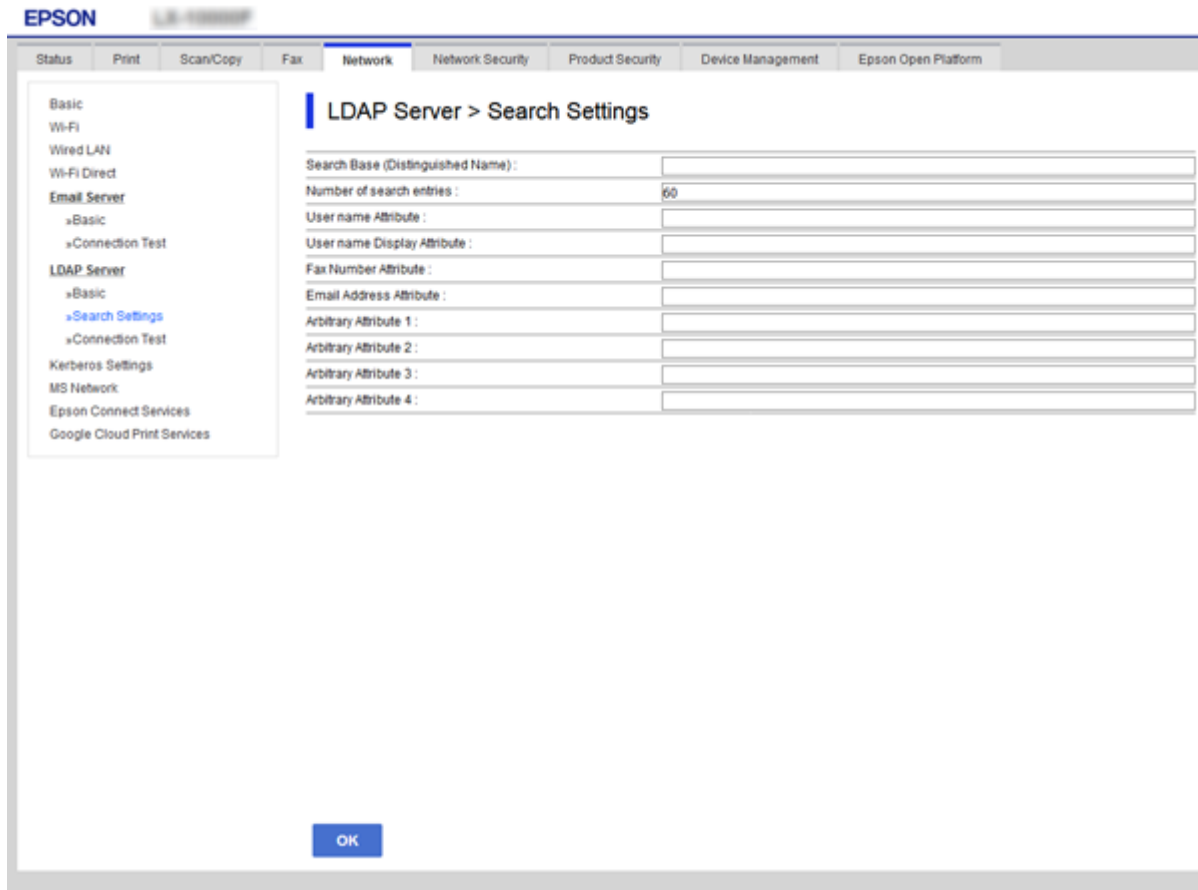 EPSON
Status Print Scan/Copy Fax Network Network Security Product Security Device Management Epson Open Platform
Basic
Wi-Fi
Wired LAN
Wi-Fi Direct
Email Server
»Basic
»Connection Test
LDAP Server
»Basic
»Search Settings
»Connection Test
Kerberos Settings
MS Network
Epson Connect Services
Google Cloud Print Services
LDAP Server > Search Settings
Search Base (Distinguished Name) :
Number of search entries : 60
User name Attribute :
User name Display Attribute :
Fax Number Attribute :
Email Address Attribute :
Arbitrary Attribute 1 :
Arbitrary Attribute 2 :
Arbitrary Attribute 3 :
Arbitrary Attribute 4 :
OK